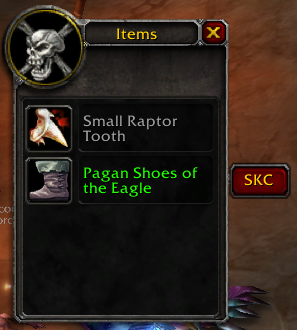 Items
Small Raptor
Tooth
Pagan Shoes of
the Eagle
SKC